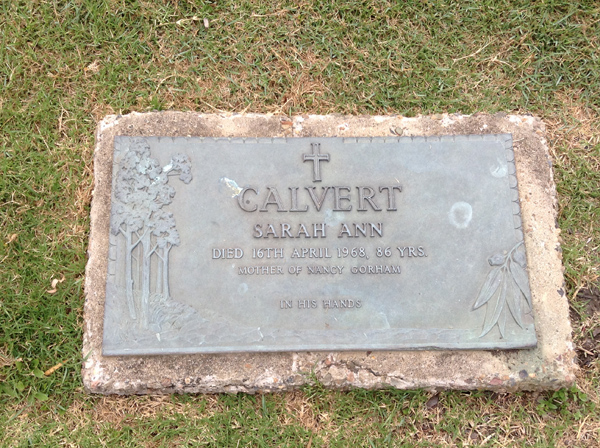 CALVERT
SARAH ANN
DIED 16TH APRIL 1968, 86 YRS.
MOTHER OF NANCY GORHAM
IN HIS HANDS